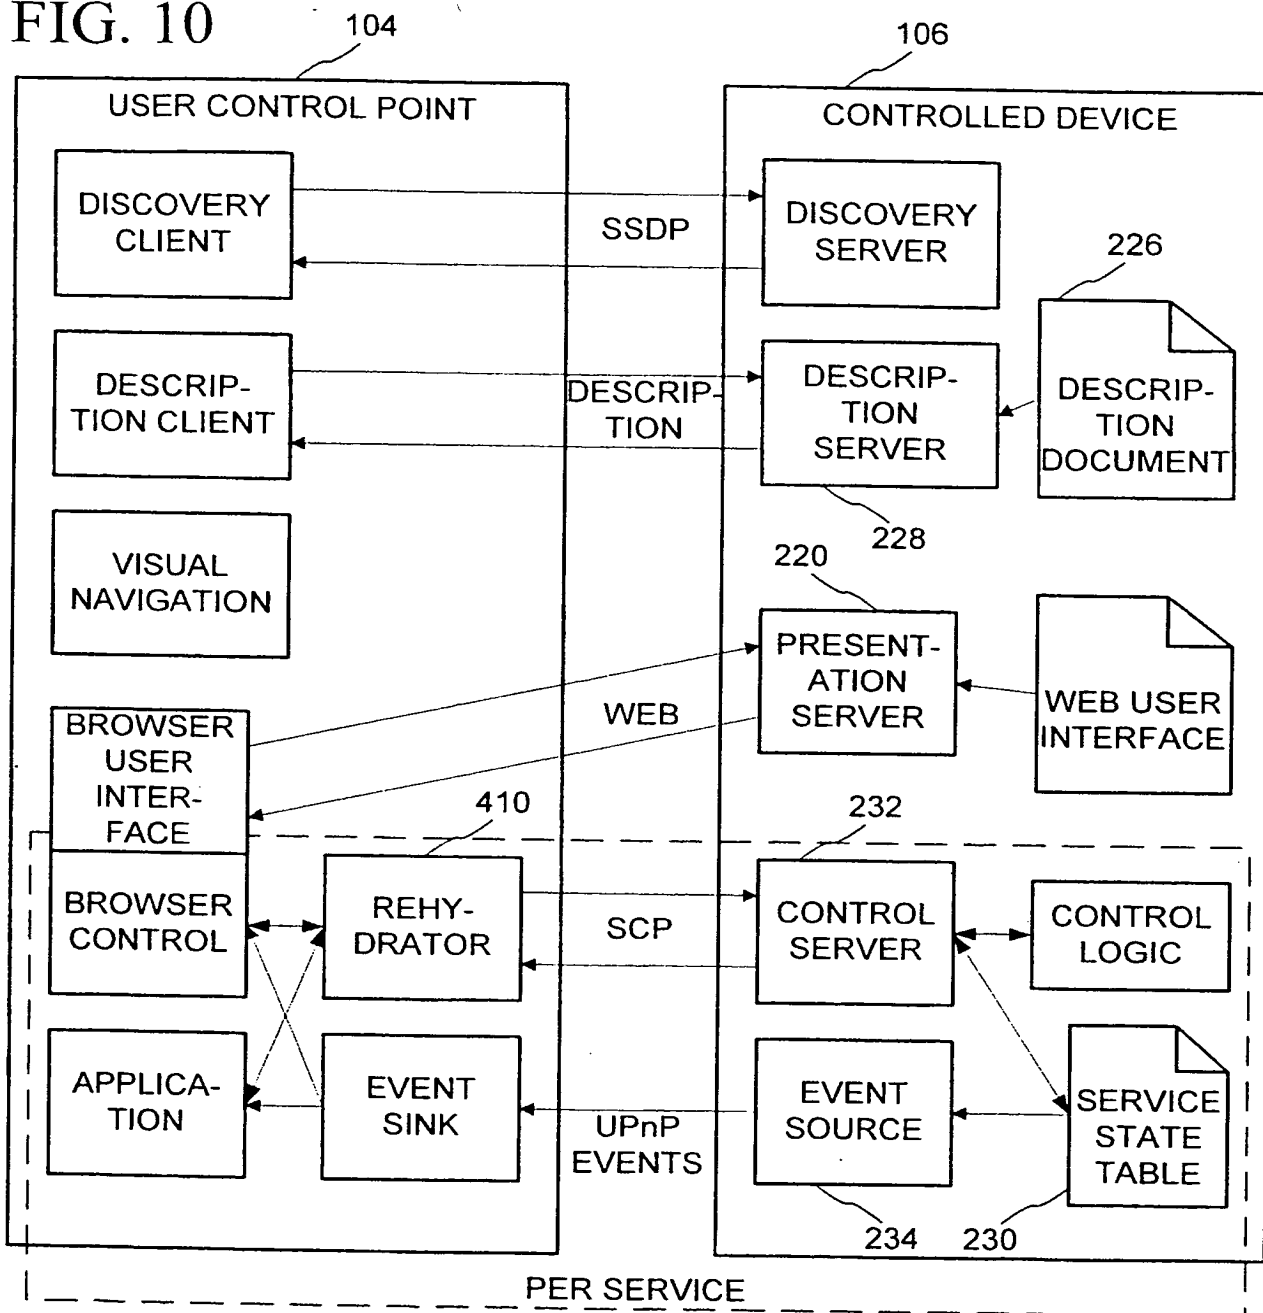 FIG. 10
104
106
USER CONTROL POINT
CONTROLLED DEVICE
DISCOVERY
CLIENT
SSDP
DISCOVERY
SERVER
226
DESCRIP-
TION CLIENT
DESCRIP-
TION
DESCRIP-
TION
SERVER
DESCRIP-
TION
DOCUMENT
228
VISUAL
NAVIGATION
220
PRESENT-
ATION
SERVER
WEB USER
INTERFACE
WEB
BROWSER
USER
INTER-
FACE
410
232
BROWSER
CONTROL
REHY-
DRATOR
SCP
CONTROL
SERVER
CONTROL
LOGIC
APPLICA-
TION
EVENT
SINK
UPnP
EVENTS
EVENT
SOURCE
SERVICE
STATE
TABLE
234
230
PER SERVICE